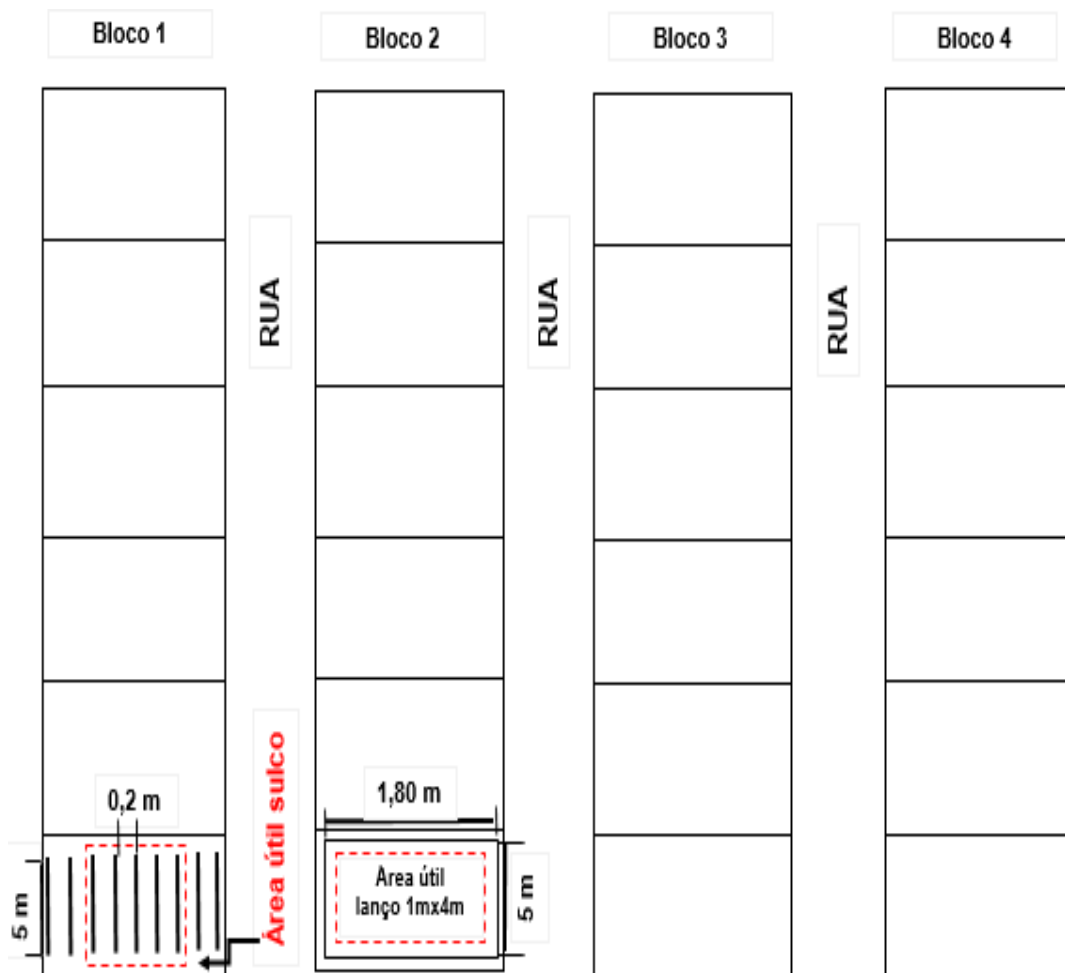 Bloco 1
Bloco 2
Bloco 3
Bloco 4
RUA
RUA
RUA
0,2 m
5 m
Área útil sulco
1,80 m
Área útil
lanço 1mx4m
5 m